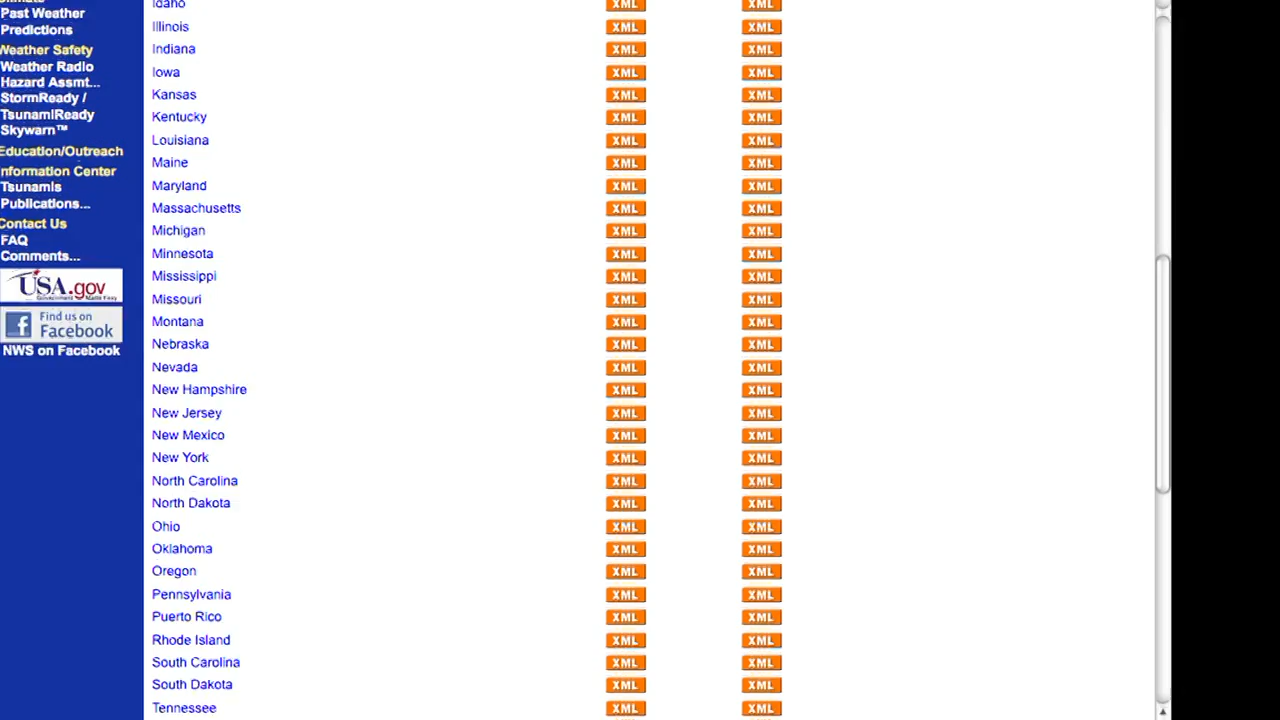 Past Weather
Predictions
Weather Safety
Weather Radio
Hazard Assmt...
StormReady /
TsunamiReady
Skywarn™
Education/Outreach
nformation Center
Tsunamis
Publications...
Contact Us
FAQ
Comments...
USA.gov
Find us on
Facebook
NWS on Facebook
Idaho XML XML
Illinois XML XML
Indiana XML XML
Iowa XML XML
Kansas XML XML
Kentucky XML XML
Louisiana XML XML
Maine XML XML
Maryland XML XML
Massachusetts XML XML
Michigan XML XML
Minnesota XML XML
Mississippi XML XML
Missouri XML XML
Montana XML XML
Nebraska XML XML
Nevada XML XML
New Hampshire XML XML
New Jersey XML XML
New Mexico XML XML
New York XML XML
North Carolina XML XML
North Dakota XML XML
Ohio XML XML
Oklahoma XML XML
Oregon XML XML
Pennsylvania XML XML
Puerto Rico XML XML
Rhode Island XML XML
South Carolina XML XML
South Dakota XML XML
Tennessee XML XML